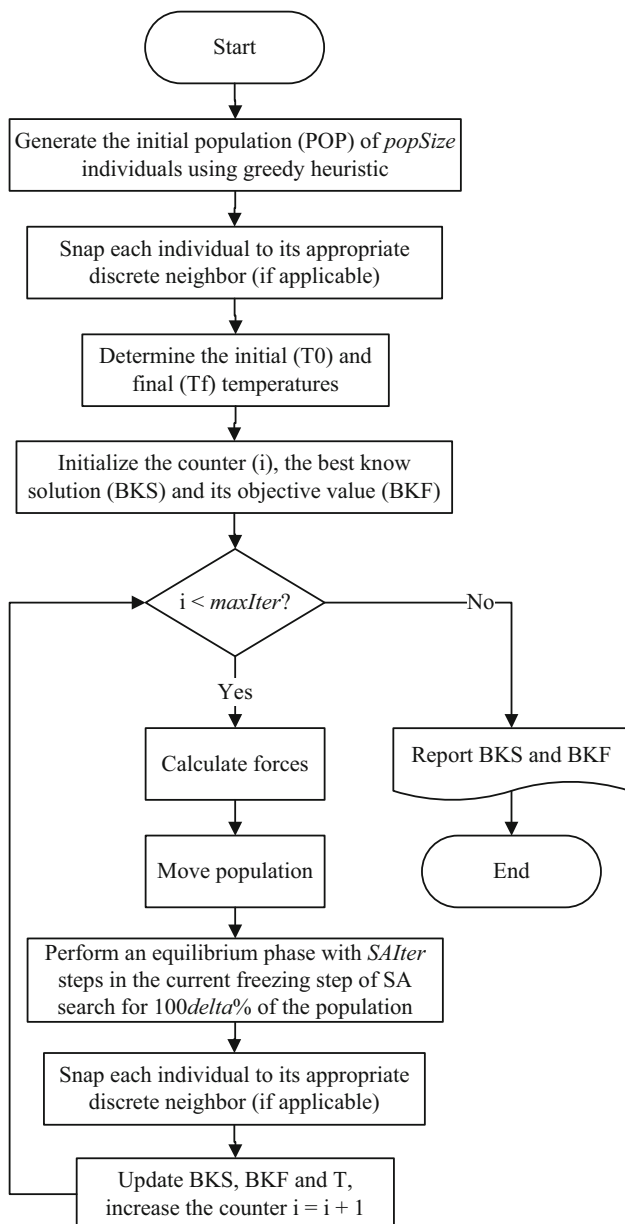 Start
Generate the initial population (POP) of popSize
individuals using greedy heuristic
Snap each individual to its appropriate
discrete neighbor (if applicable)
Determine the initial (T0) and
final (Tf) temperatures
Initialize the counter (i), the best know
solution (BKS) and its objective value (BKF)
i < maxIter?
No
Yes
Calculate forces
Report BKS and BKF
Move population
End
Perform an equilibrium phase with SAIter
steps in the current freezing step of SA
search for 100delta% of the population
Snap each individual to its appropriate
discrete neighbor (if applicable)
Update BKS, BKF and T,
increase the counter i = i + 1